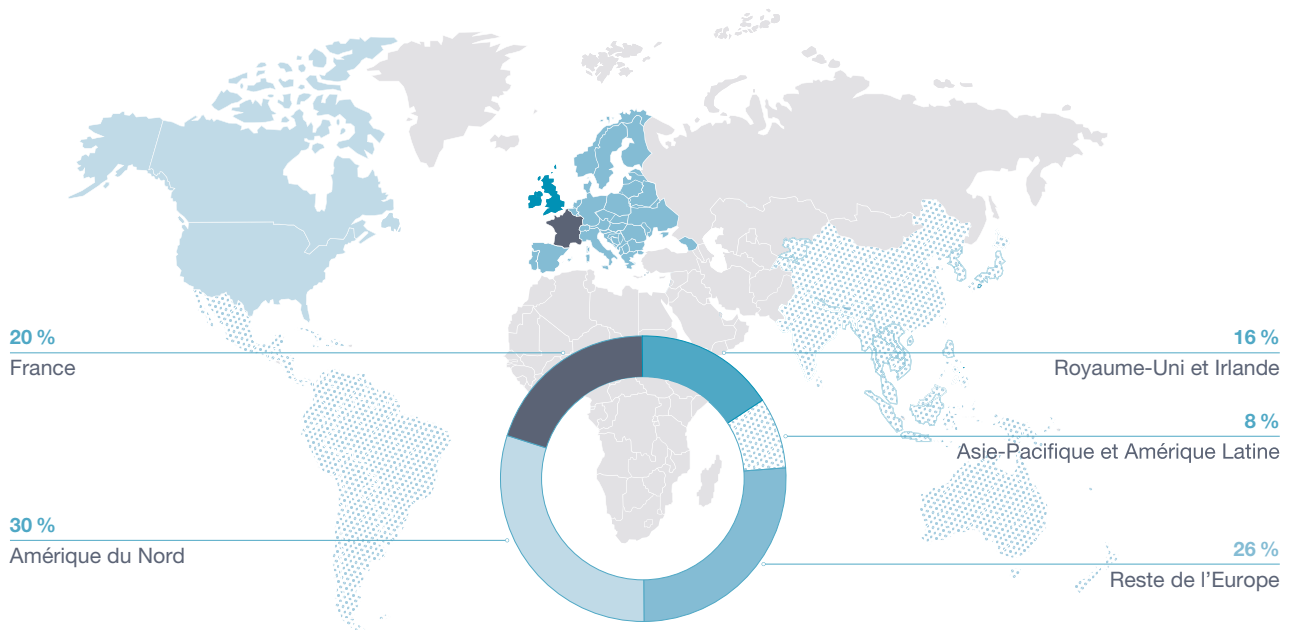 20 %
France
30 %
Amérique du Nord
16 %
Royaume-Uni et Irlande
8 %
Asie-Pacifique et Amérique Latine
26 %
Reste de l’Europe